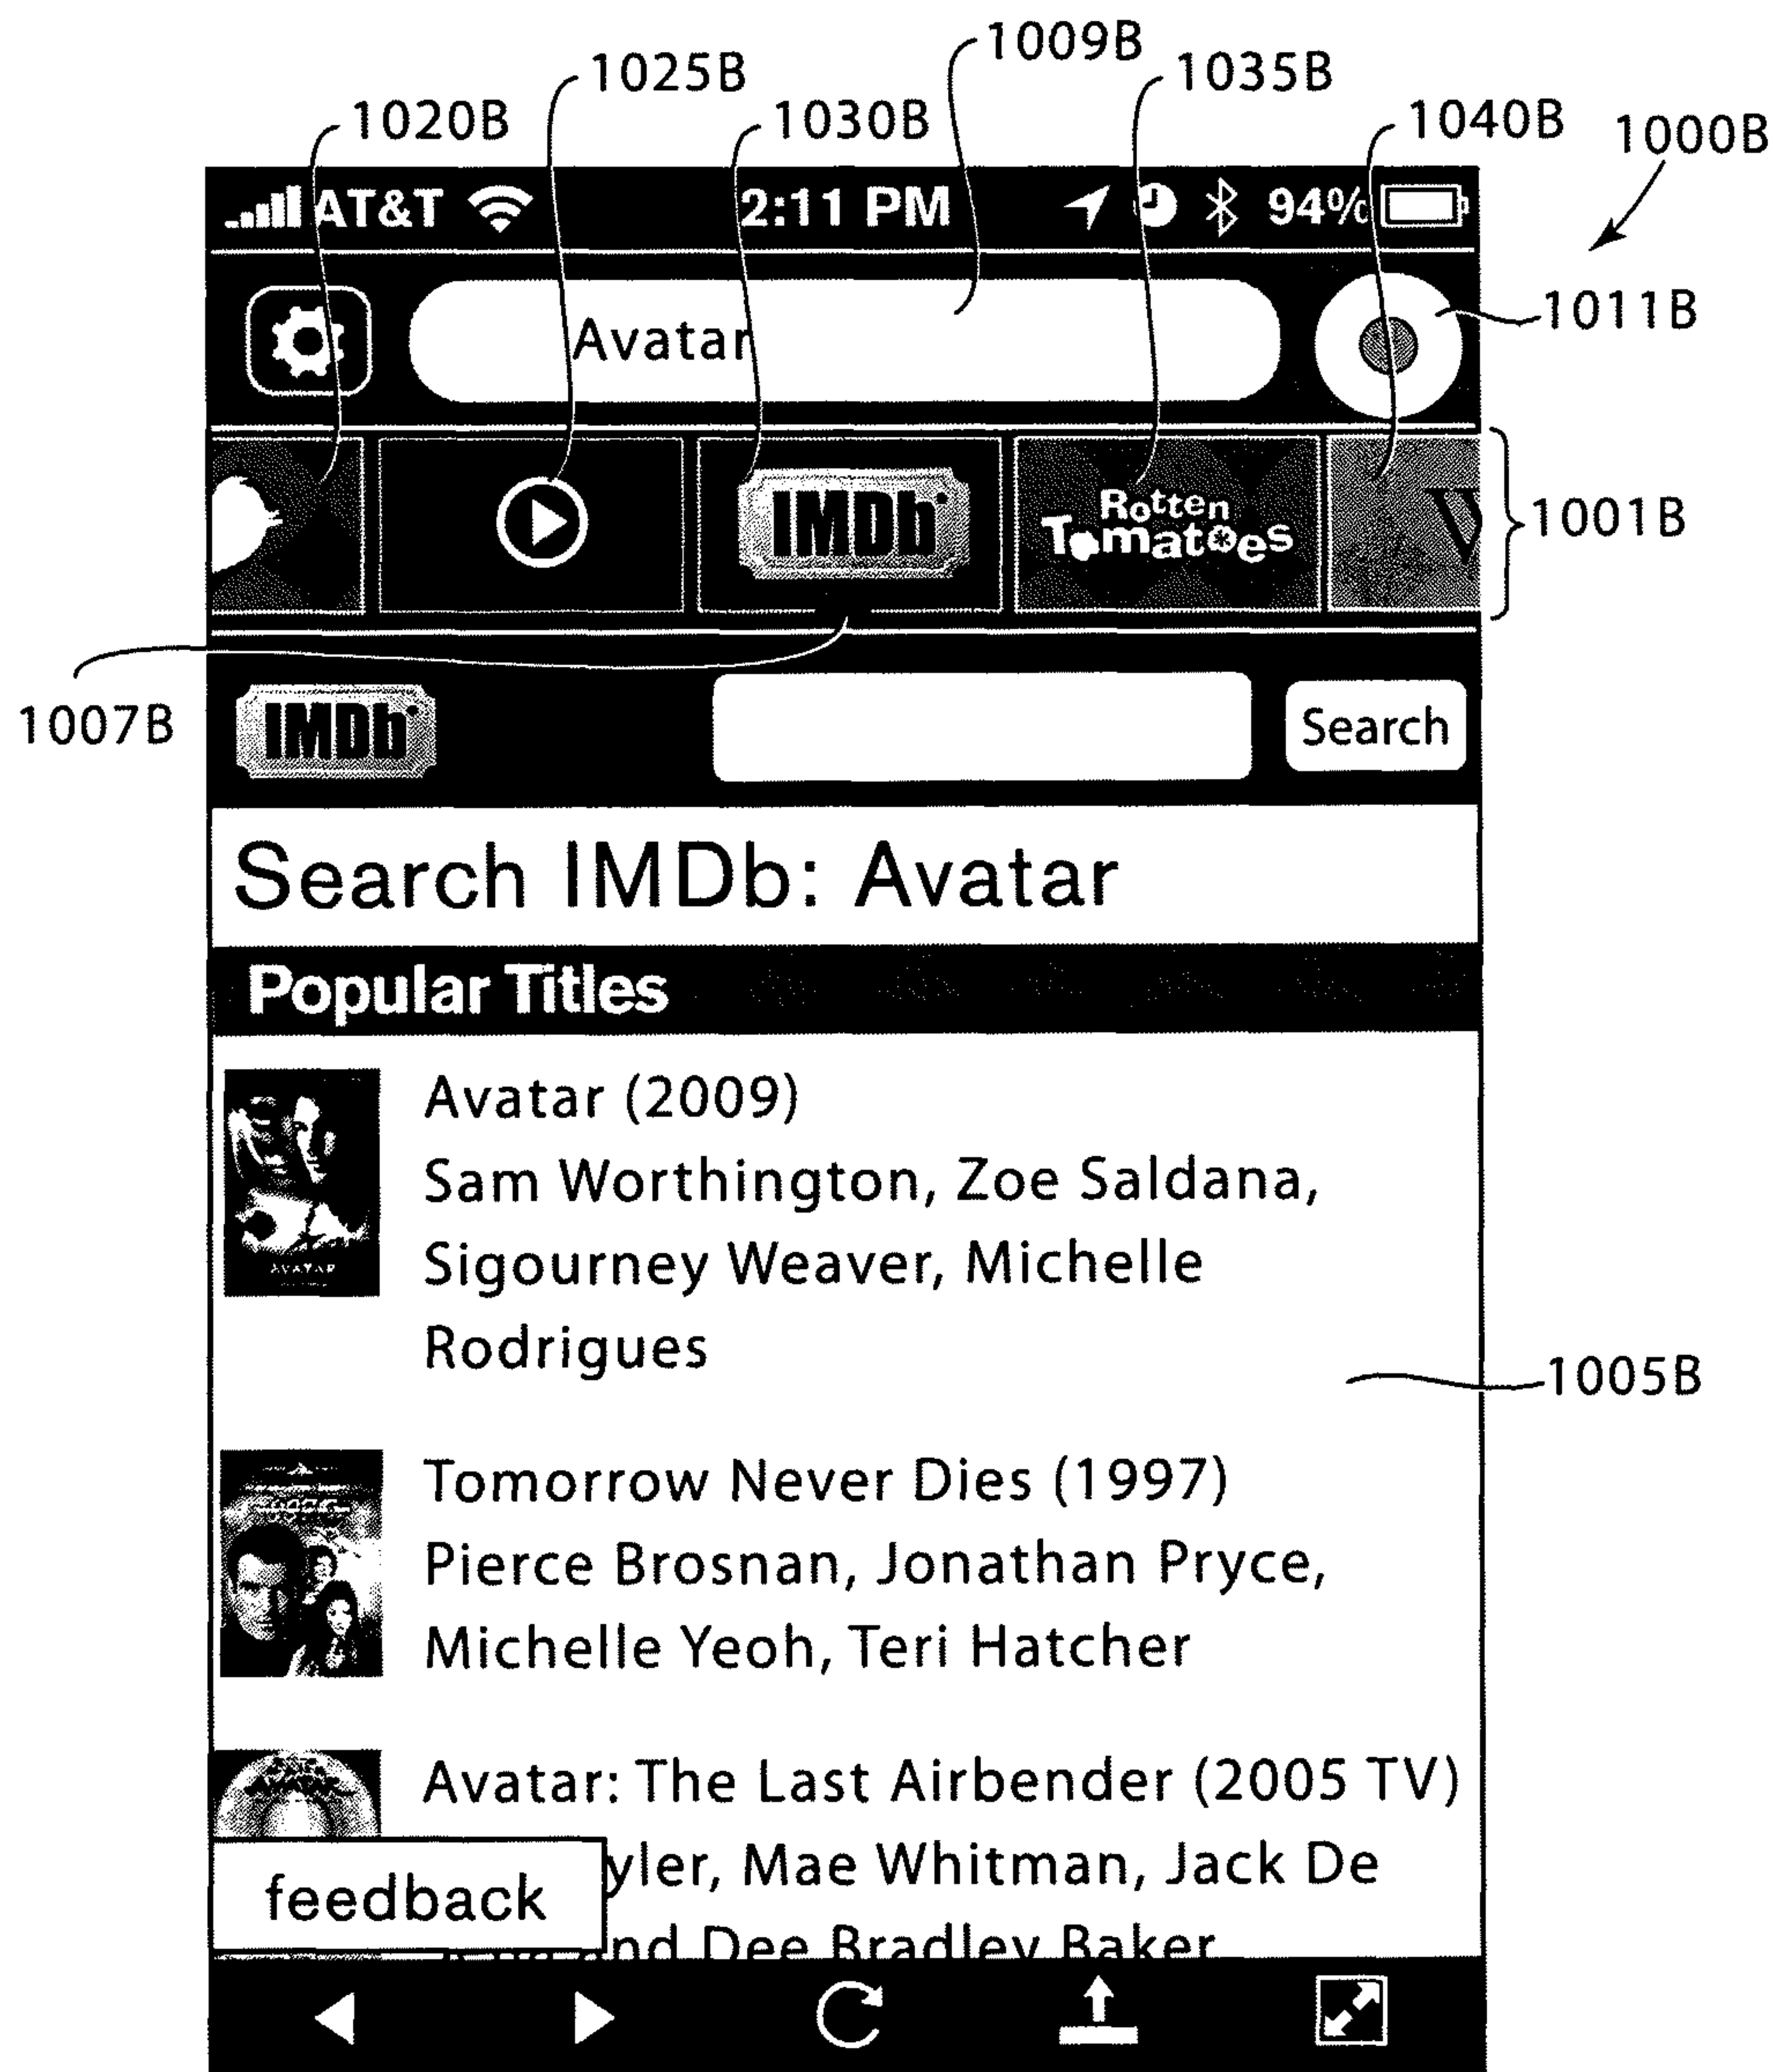 1009B
1025B
1035B
1020B
1030B
1040B
1000B
AT&T 2:11 PM 94%
1011B
Avatar
IMDb
Rotten
Tomatoes
W
1001B
1007B
IMDb
Search
Search IMDb: Avatar
Popular Titles
Avatar (2009)
Sam Worthington, Zoe Saldana,
Sigourney Weaver, Michelle
Rodrigues
AVATAR
1005B
Tomorrow Never Dies (1997)
Pierce Brosnan, Jonathan Pryce,
Michelle Yeoh, Teri Hatcher
Avatar: The Last Airbender (2005 TV)
AVATAR
yler, Mae Whitman, Jack De
feedback
nd Dee Bradley Baker